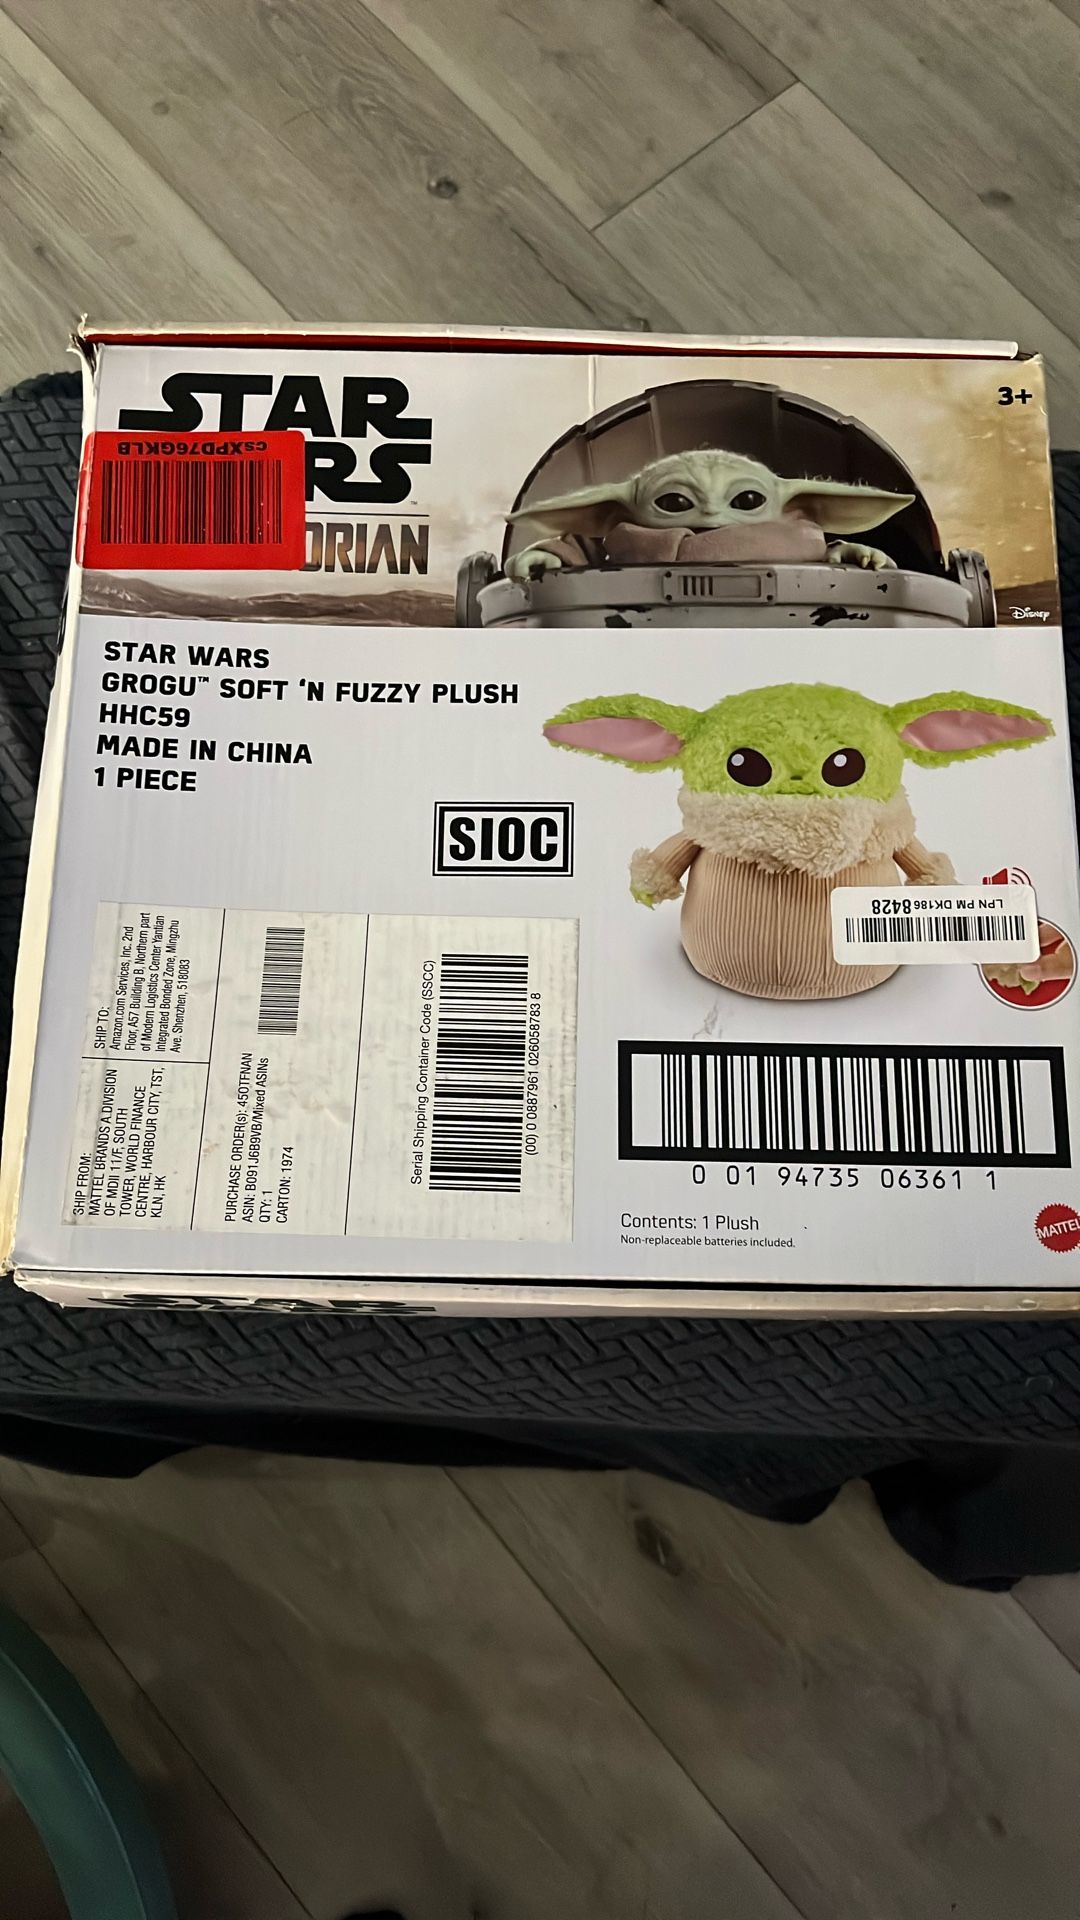 STAR
RS
™
ORIAN
csXPD76GKLB
3+
Disney
STAR WARS
GROGU™ SOFT 'N FUZZY PLUSH
HHC59
MADE IN CHINA
1 PIECE
SIOC
LPN PM DK186 8428
SHIP FROM:
MATTEL BRANDS A DIVISION
OF MDII 11/F, SOUTH
TOWER, WORLD FINANCE
CENTRE, HARBOUR CITY, TST,
KLN, HK
SHIP TO:
Amazon.com Services, Inc. 2nd
Floor, A57 Building B, Northern part
of Modern Logistics Center Yantian
Integrated Bonded Zone, Mingzhu
Ave, Shenzhen, 518083
PURCHASE ORDER(s): 45OTFNAN
ASIN: B091J6B9VB/Mixed ASINs
QTY: 1
CARTON: 1974
Serial Shipping Container Code (SSCC)
(00) 0 0887961 026058783 8
0 01 94735 06361 1
Contents: 1 Plush
Non-replaceable batteries included.
MATTEL